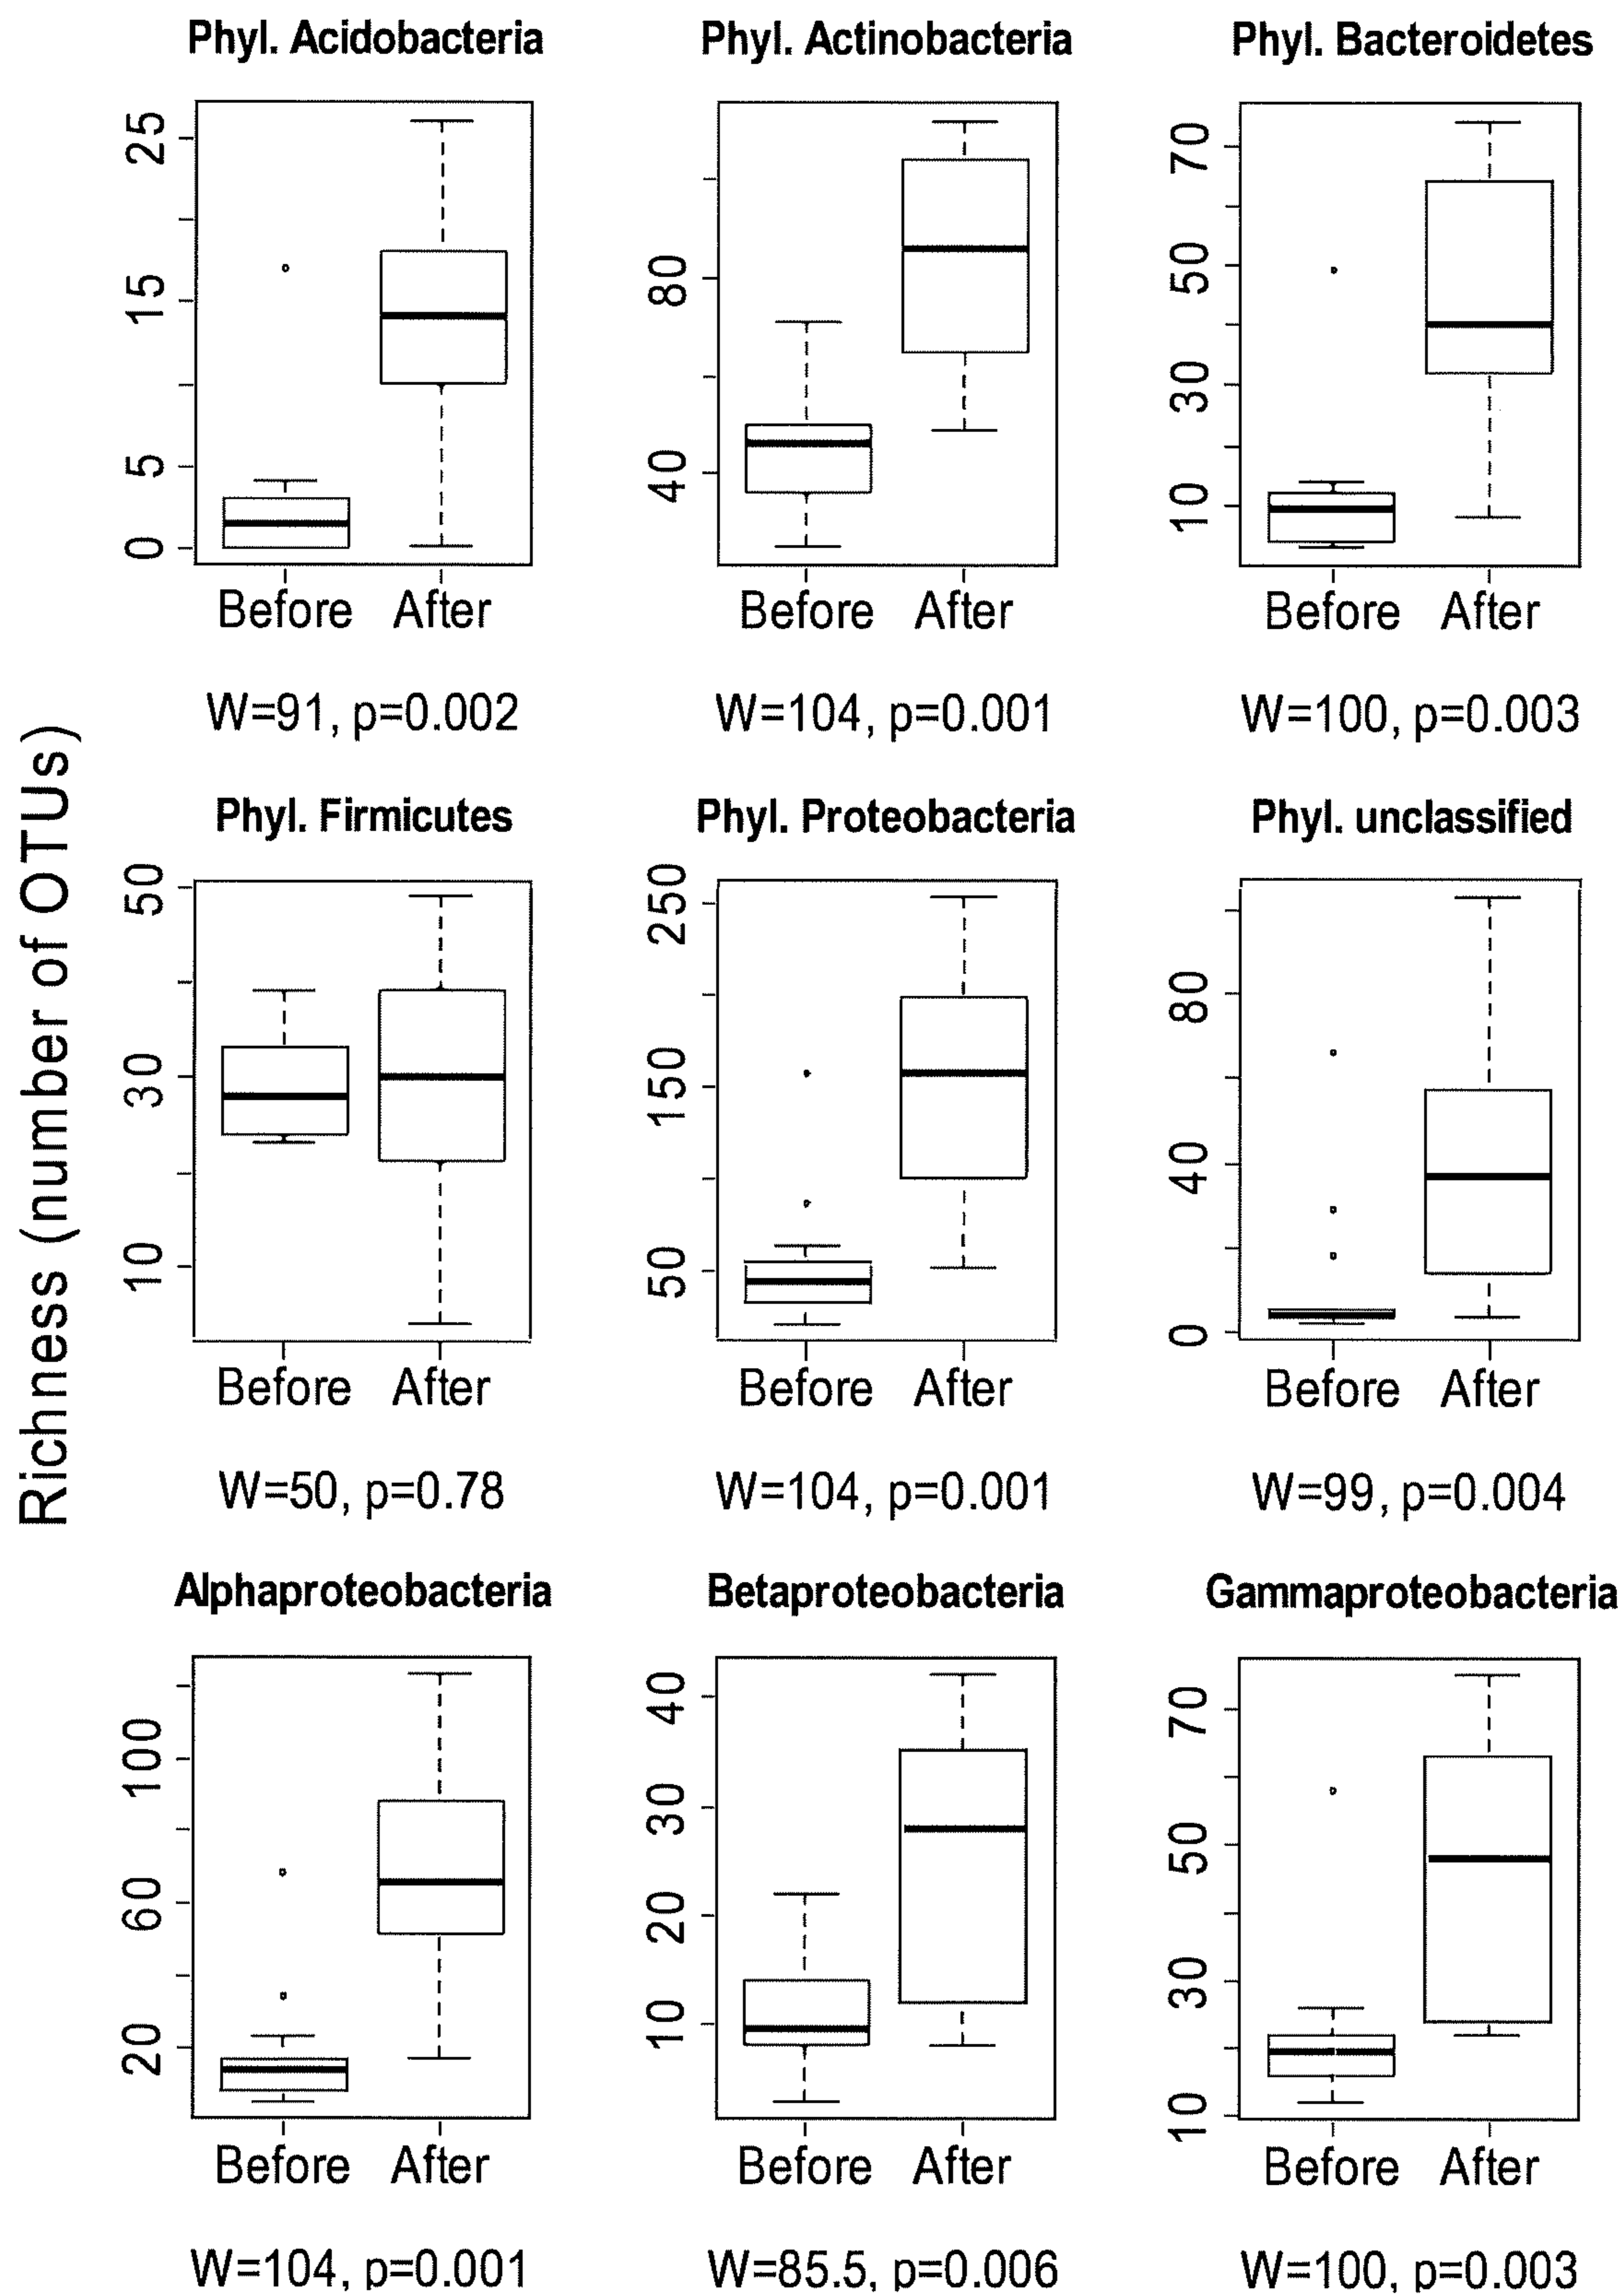 Richness (number of OTUs)
Phyl. Acidobacteria
25
15
5
0
Before After
W=91, p=0.002
Phyl. Actinobacteria
80
40
Before After
W=104, p=0.001
Phyl. Bacteroidetes
70
50
30
10
Before After
W=100, p=0.003
Phyl. Firmicutes
50
30
10
Before After
W=50, p=0.78
Phyl. Proteobacteria
250
150
50
Before After
W=104, p=0.001
Phyl. unclassified
80
40
0
Before After
W=99, p=0.004
Alphaproteobacteria
100
60
20
Before After
W=104, p=0.001
Betaproteobacteria
40
30
20
10
Before After
W=85.5, p=0.006
Gammaproteobacteria
70
50
30
10
Before After
W=100, p=0.003